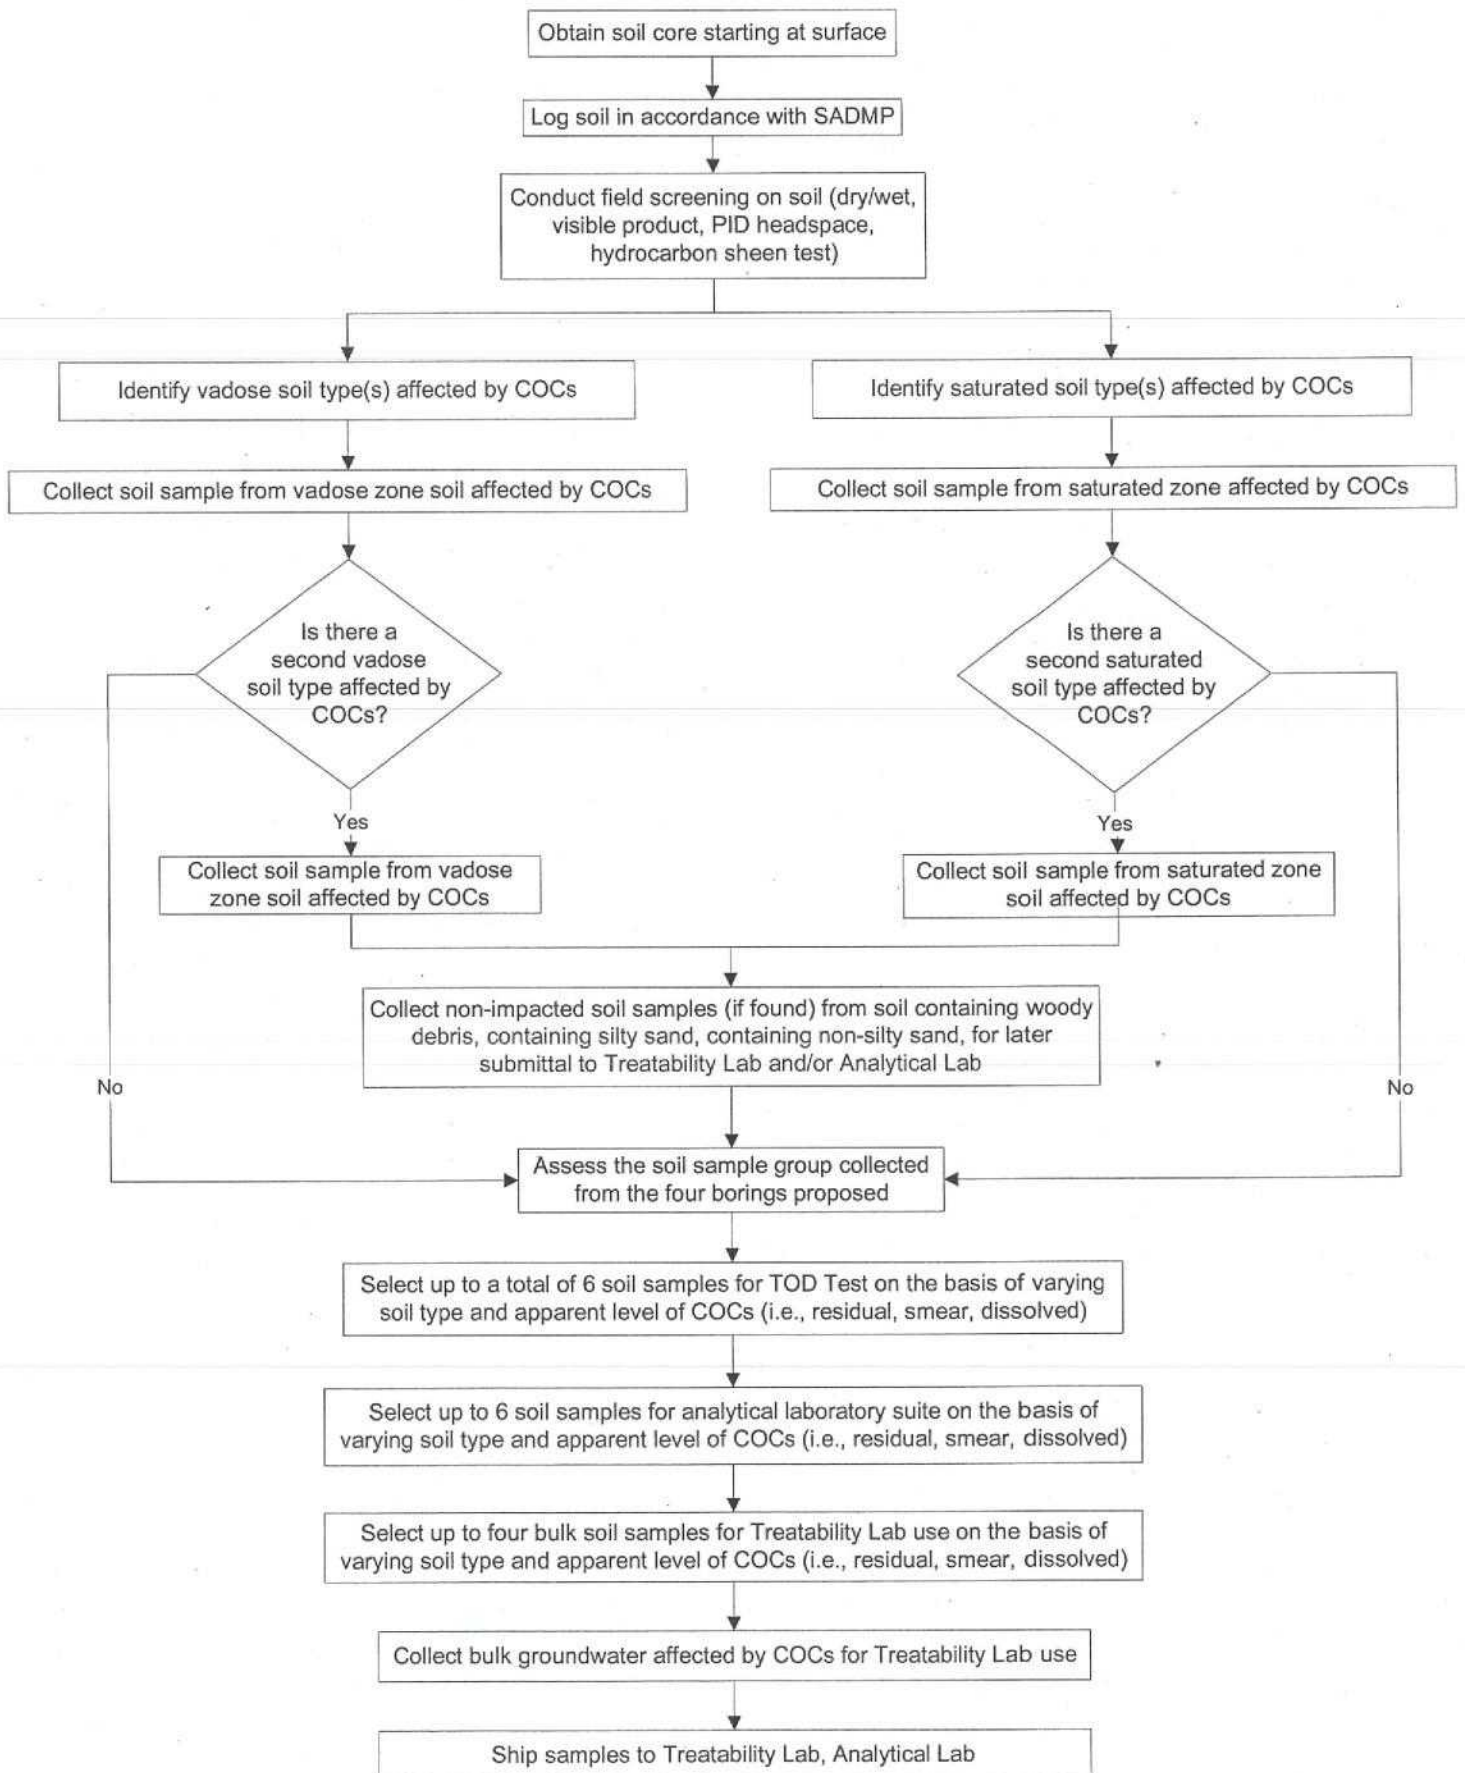 Obtain soil core starting at surface
Log soil in accordance with SADMP
Conduct field screening on soil (dry/wet,
visible product, PID headspace,
hydrocarbon sheen test)
Identify vadose soil type(s) affected by COCs
Identify saturated soil type(s) affected by COCs
Collect soil sample from vadose zone soil affected by COCs
Collect soil sample from saturated zone affected by COCs
Is there a
second vadose
soil type affected by
COCs?
Is there a
second saturated
soil type affected by
COCs?
Yes
Yes
Collect soil sample from vadose
zone soil affected by COCs
Collect soil sample from saturated zone
soil affected by COCs
Collect non-impacted soil samples (if found) from soil containing woody
debris, containing silty sand, containing non-silty sand, for later
submittal to Treatability Lab and/or Analytical Lab
No
No
Assess the soil sample group collected
from the four borings proposed
Select up to a total of 6 soil samples for TOD Test on the basis of varying
soil type and apparent level of COCs (i.e., residual, smear, dissolved)
Select up to 6 soil samples for analytical laboratory suite on the basis of
varying soil type and apparent level of COCs (i.e., residual, smear, dissolved)
Select up to four bulk soil samples for Treatability Lab use on the basis of
varying soil type and apparent level of COCs (i.e., residual, smear, dissolved)
Collect bulk groundwater affected by COCs for Treatability Lab use
Ship samples to Treatability Lab, Analytical Lab